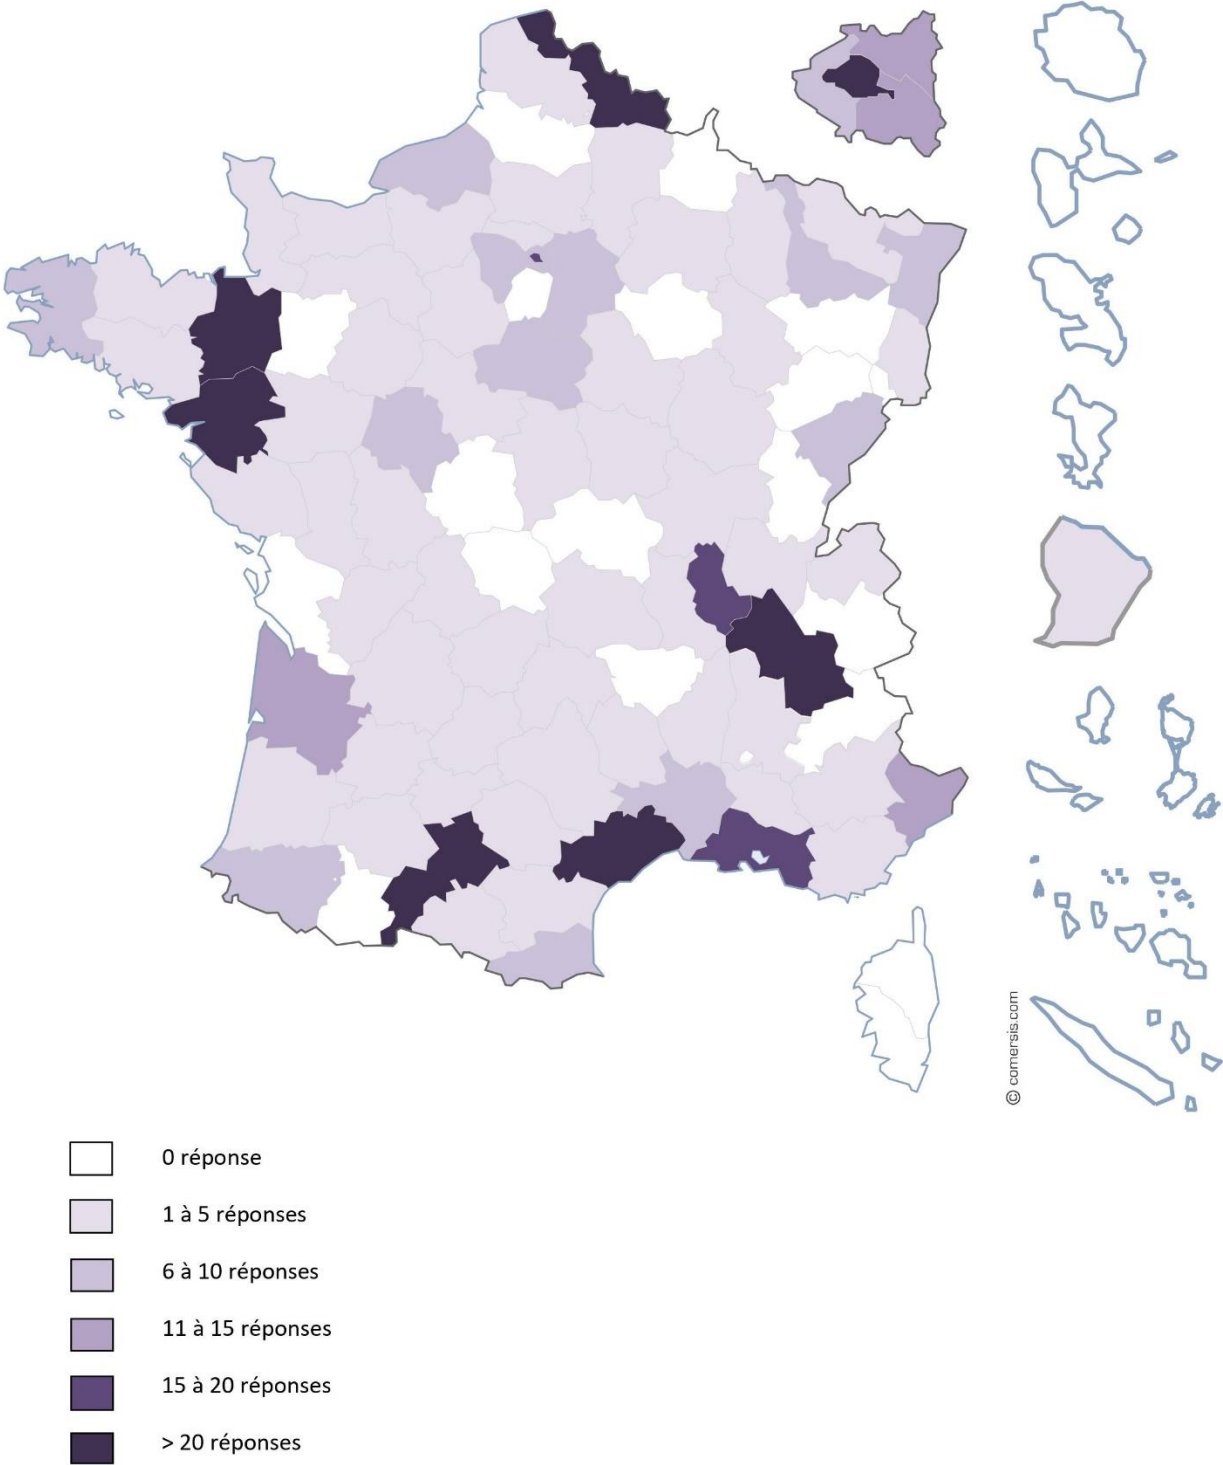 © comersis.com
0 réponse
1 à 5 réponses
6 à 10 réponses
11 à 15 réponses
15 à 20 réponses
> 20 réponses